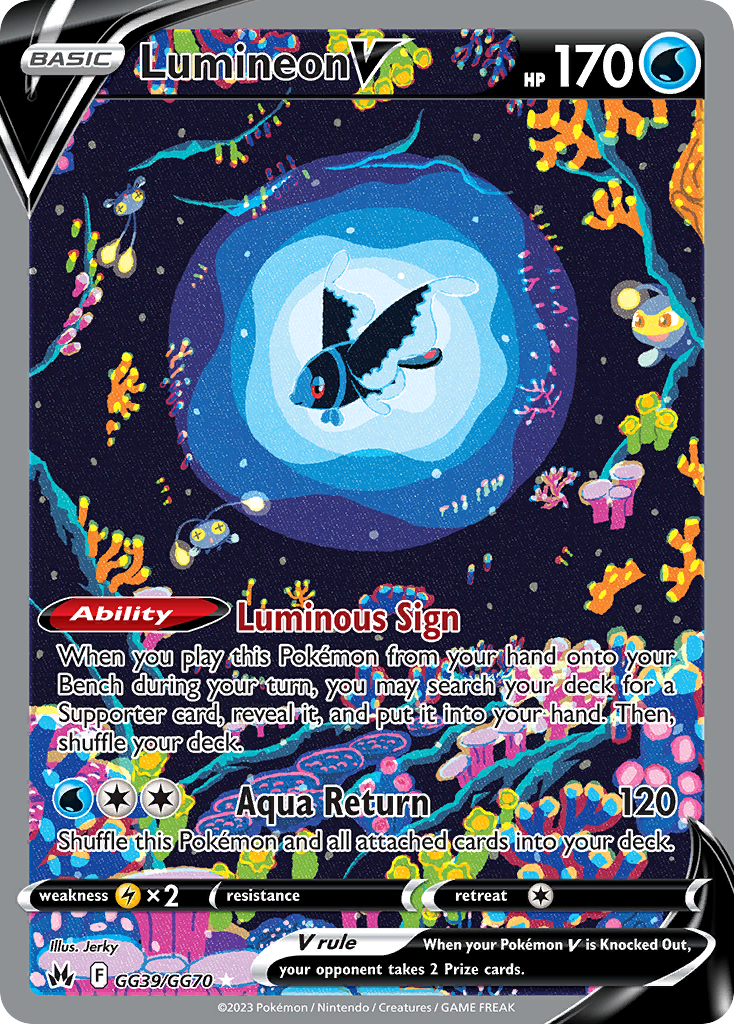 BASIC
Lumineon V
HP 170
Ability Luminous Sign
When you play this Pokémon from your hand onto your
Bench during your turn, you may search your deck for a
Supporter card, reveal it, and put it into your hand. Then,
shuffle your deck.
Aqua Return 120
Shuffle this Pokémon and all attached cards into your deck.
weakness ×2 resistance retreat
Illus. Jerky
V rule When your Pokémon V is Knocked Out,
your opponent takes 2 Prize cards.
F GG39/GG70
©2023 Pokémon / Nintendo / Creatures / GAME FREAK